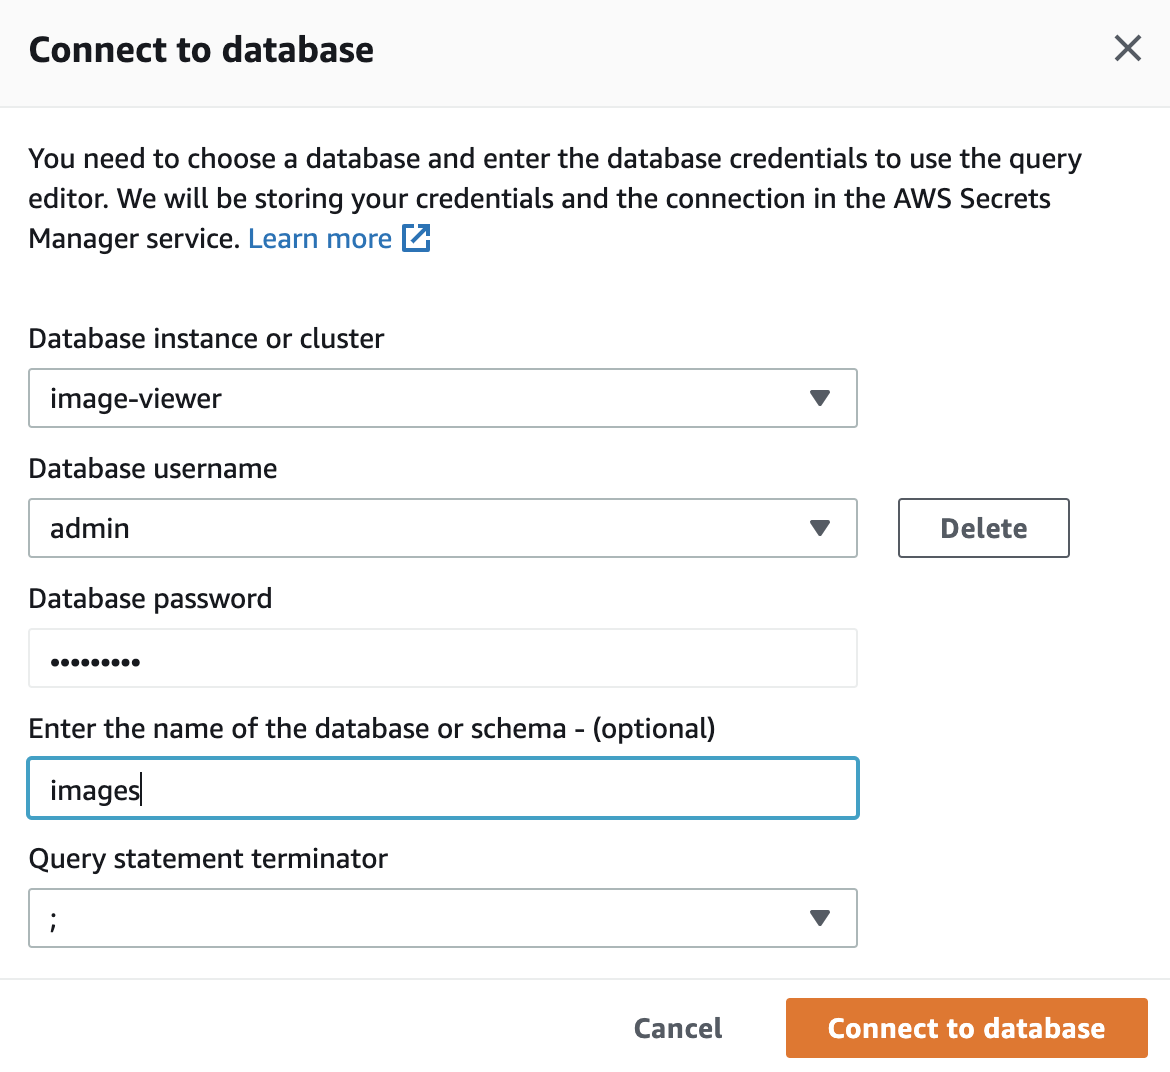 Connect to database
You need to choose a database and enter the database credentials to use the query
editor. We will be storing your credentials and the connection in the AWS Secrets
Manager service. Learn more
Database instance or cluster
image-viewer
Database username
admin
Delete
Database password
•••••••••
Enter the name of the database or schema - (optional)
images
Query statement terminator
;
Cancel
Connect to database